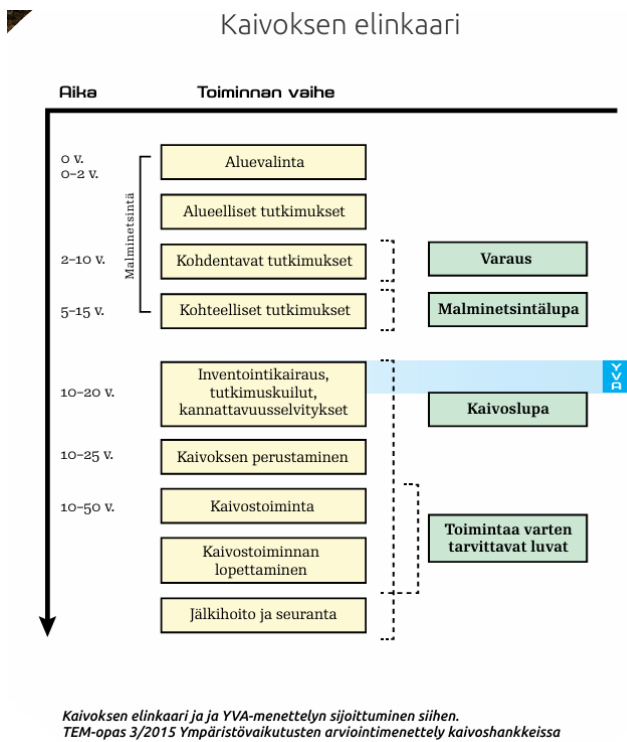 Kaivoksen elinkaari
Aika
Toiminnan vaihe
0 v.
0–2 v.
Malminetsintä
Aluevalinta
Alueelliset tutkimukset
2–10 v.
Kohdentavat tutkimukset
Varaus
5–15 v.
Kohteelliset tutkimukset
Malminetsintälupa
YVA
10–20 v.
Inventointikairaus,
tutkimuskuilut,
kannattavuusselvitykset
Kaivoslupa
10–25 v.
Kaivoksen perustaminen
10–50 v.
Kaivostoiminta
Toimintaa varten
tarvittavat luvat
Kaivostoiminnan
lopettaminen
Jälkihoito ja seuranta
Kaivoksen elinkaari ja ja YVA-menettelyn sijoittuminen siihen.
TEM-opas 3/2015 Ympäristövaikutusten arviointimenettely kaivoshankkeissa